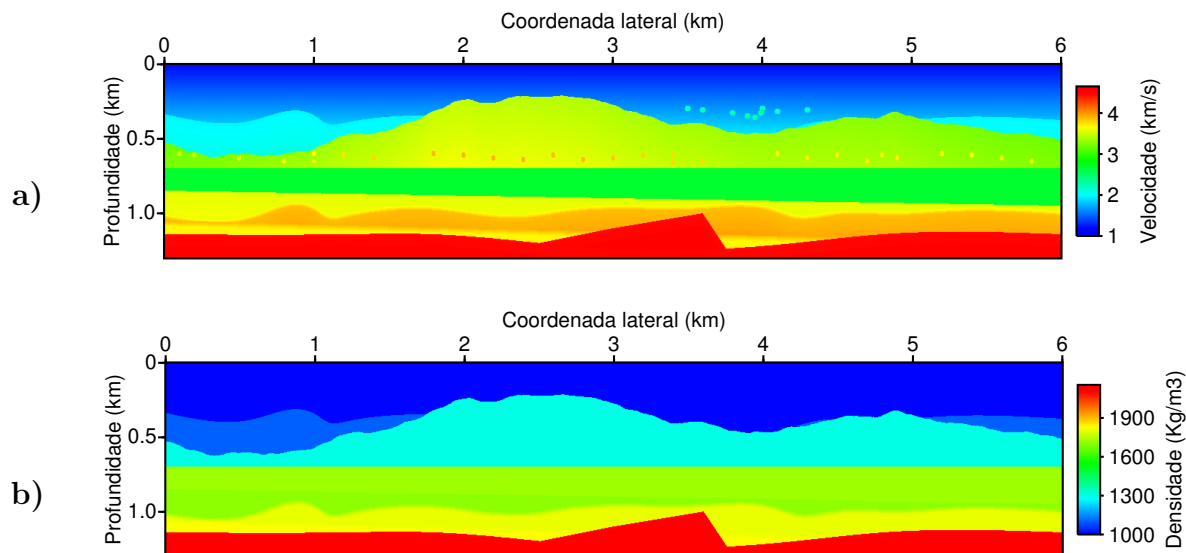 Coordenada lateral (km)
0 1 2 3 4 5 6
0
0.5
1.0
Profundidade (km)
a)
4
3
2
1
Velocidade (km/s)
Coordenada lateral (km)
0 1 2 3 4 5 6
0
0.5
1.0
Profundidade (km)
b)
1900
1600
1300
1000
Densidade (Kg/m3)